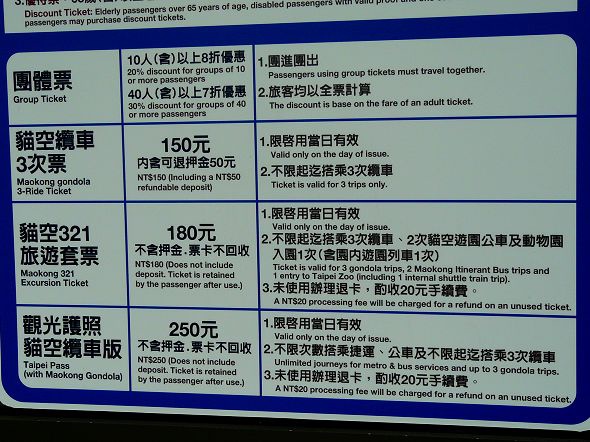 Discount Ticket: Elderly passengers over 65 years of age, disabled passengers with valid proof and one
passengers may purchase discount tickets.
團體票
Group Ticket
10人(含)以上8折優惠
20% discount for groups of 10
or more passengers
40人(含)以上7折優惠
30% discount for groups of 40
or more passengers
1.團進團出
Passengers using group tickets must travel together.
2.旅客均以全票計算
The discount is base on the fare of an adult ticket.
貓空纜車
3次票
Maokong gondola
3-Ride Ticket
150元
內含可退押金50元
NT$150 (Including a NT$50
refundable deposit)
1.限啓用當日有效
Valid only on the day of issue.
2.不限起迄搭乘3次纜車
Ticket is valid for 3 trips only.
貓空321
旅遊套票
Maokong 321
Excursion Ticket
180元
不含押金.票卡不回收
NT$180 (Does not include
deposit. Ticket is retained
by the passenger after use.)
1.限啓用當日有效
Valid only on the day of issue.
2.不限起迄搭乘3次纜車、2次貓空遊園公車及動物園
入園1次(含園內遊園列車1次)
Ticket is valid for 3 gondola trips, 2 Maokong Itinerant Bus trips and
1 entry to Taipei Zoo (including 1 internal shuttle train trip).
3.未使用辦理退卡，酌收20元手續費。
A NT$20 processing fee will be charged for a refund on an unused ticket.
觀光護照
貓空纜車版
Taipei Pass
(with Maokong Gondola)
250元
不含押金.票卡不回收
NT$250 (Does not include
deposit. Ticket is retained
by the passenger after use.)
1.限啓用當日有效
Valid only on the day of issue.
2.不限次數搭乘捷運、公車及不限起迄搭乘3次纜車
Unlimited journeys for metro & bus services and up to 3 gondola trips.
3.未使用辦理退卡，酌收20元手續費。
A NT$20 processing fee will be charged for a refund on an unused ticket.